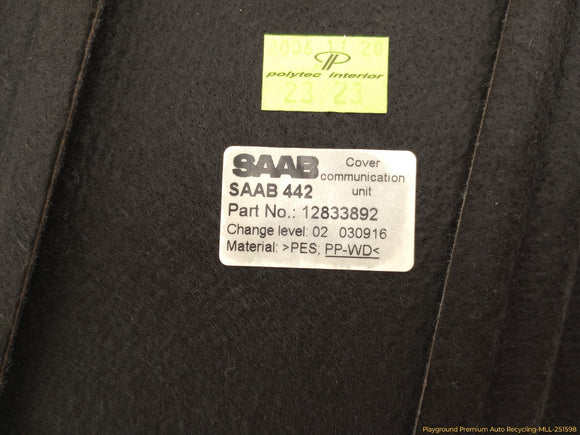 2006 11 20
polytec interior
23 23
SAAB
Cover
communication
unit
SAAB 442
Part No.: 12833892
Change level: 02 030916
Material: >PES; PP-WD<
Playground Premium Auto Recycling-MLL-251598